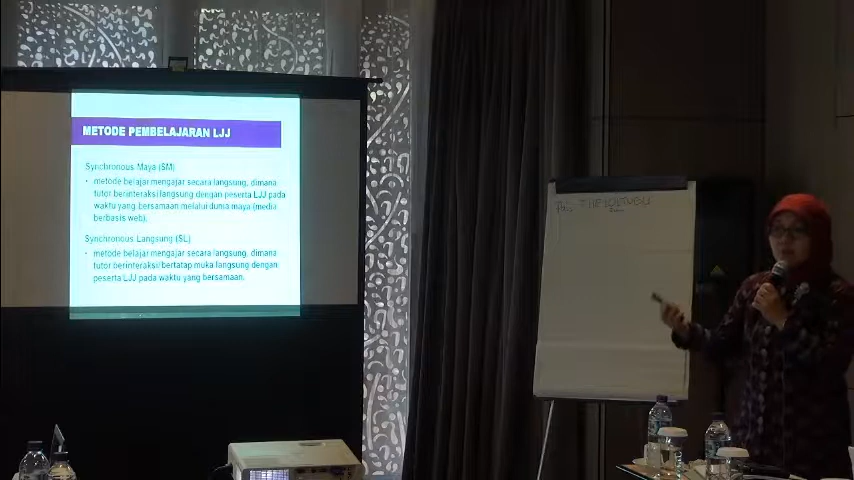 METODE PEMBELAJARAN LJJ
Synchronous Maya (SM)
• metode belajar mengajar secara langsung, dimana
tutor berinteraksi langsung dengan peserta LJJ pada
waktu yang bersamaan melalui dunia maya (media
berbasis web).
Synchronous Langsung (SL)
• metode belajar mengajar secara langsung, dimana
tutor berinteraksi/bertatap muka langsung dengan
peserta LJJ pada waktu yang bersamaan.